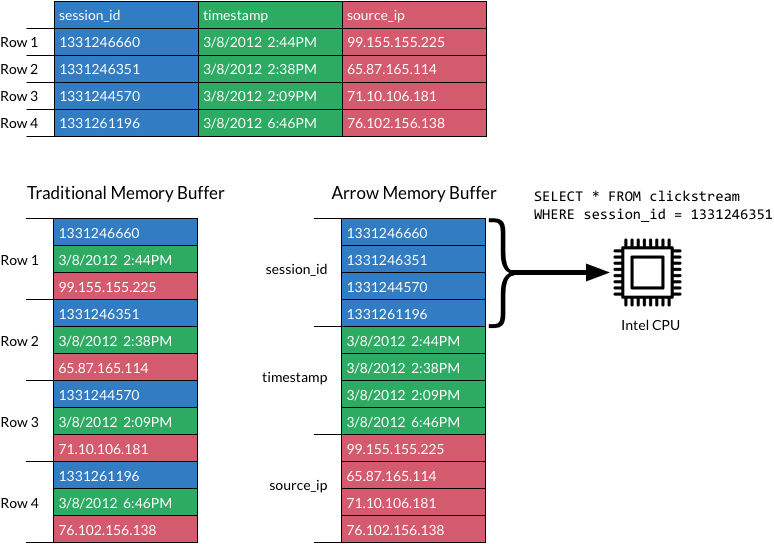 session_id timestamp source_ip
Row 1 1331246660 3/8/2012 2:44PM 99.155.155.225
Row 2 1331246351 3/8/2012 2:38PM 65.87.165.114
Row 3 1331244570 3/8/2012 2:09PM 71.10.106.181
Row 4 1331261196 3/8/2012 6:46PM 76.102.156.138
Traditional Memory Buffer
Row 1
1331246660
3/8/2012 2:44PM
99.155.155.225
Row 2
1331246351
3/8/2012 2:38PM
65.87.165.114
Row 3
1331244570
3/8/2012 2:09PM
71.10.106.181
Row 4
1331261196
3/8/2012 6:46PM
76.102.156.138
Arrow Memory Buffer
session_id
1331246660
1331246351
1331244570
1331261196
timestamp
3/8/2012 2:44PM
3/8/2012 2:38PM
3/8/2012 2:09PM
3/8/2012 6:46PM
source_ip
99.155.155.225
65.87.165.114
71.10.106.181
76.102.156.138
SELECT * FROM clickstream
WHERE session_id = 1331246351
Intel CPU